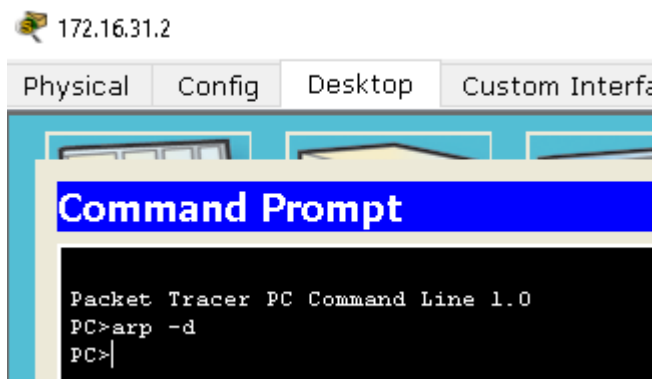 172.16.31.2
Physical Config Desktop Custom Interfa
Command Prompt
Packet Tracer PC Command Line 1.0
PC>arp -d
PC>